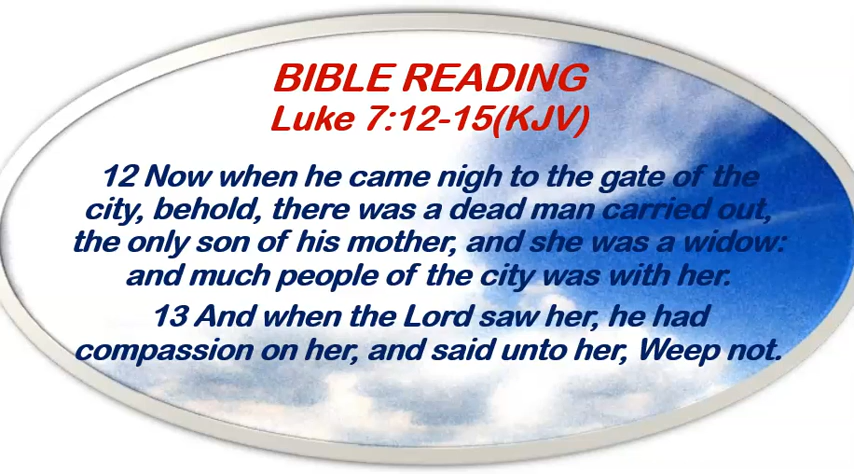 BIBLE READING
Luke 7:12-15(KJV)
12 Now when he came nigh to the gate of the
city, behold, there was a dead man carried out,
the only son of his mother, and she was a widow:
and much people of the city was with her.
13 And when the Lord saw her, he had
compassion on her, and said unto her, Weep not.